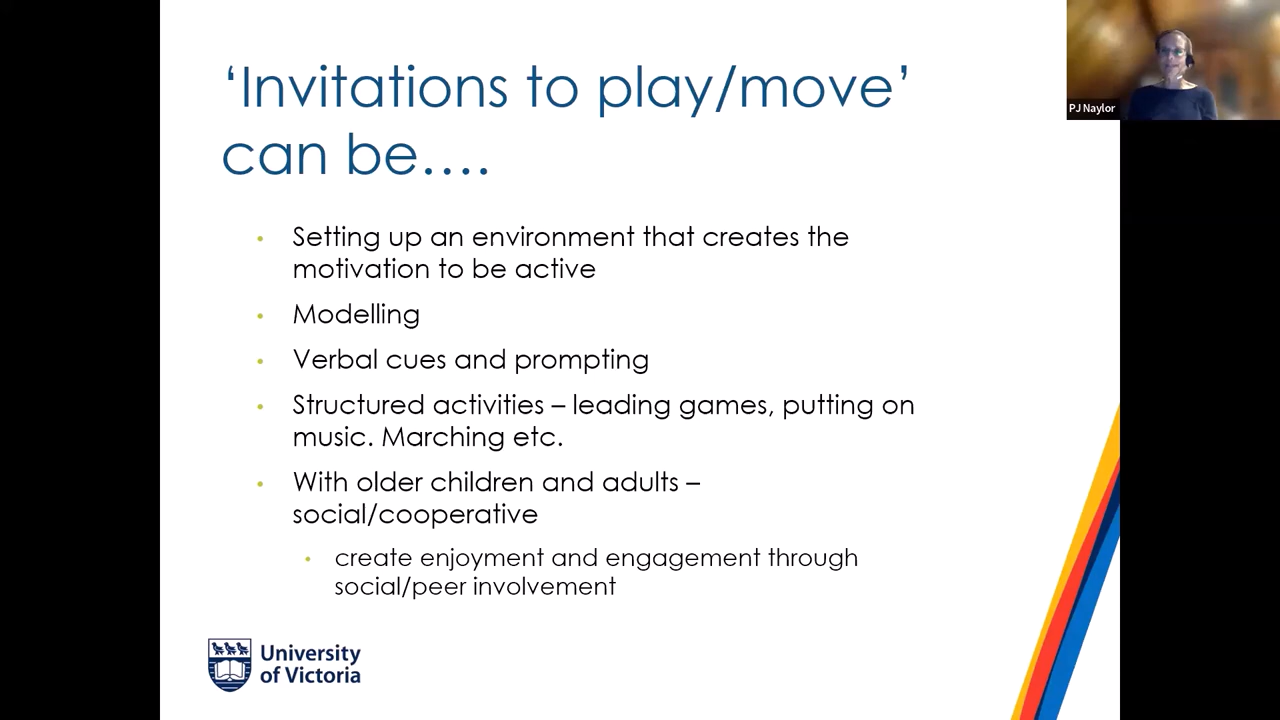 ‘Invitations to play/move’
can be....
• Setting up an environment that creates the
motivation to be active
• Modelling
• Verbal cues and prompting
• Structured activities – leading games, putting on
music. Marching etc.
• With older children and adults –
social/cooperative
• create enjoyment and engagement through
social/peer involvement
University
of Victoria
PJ Naylor